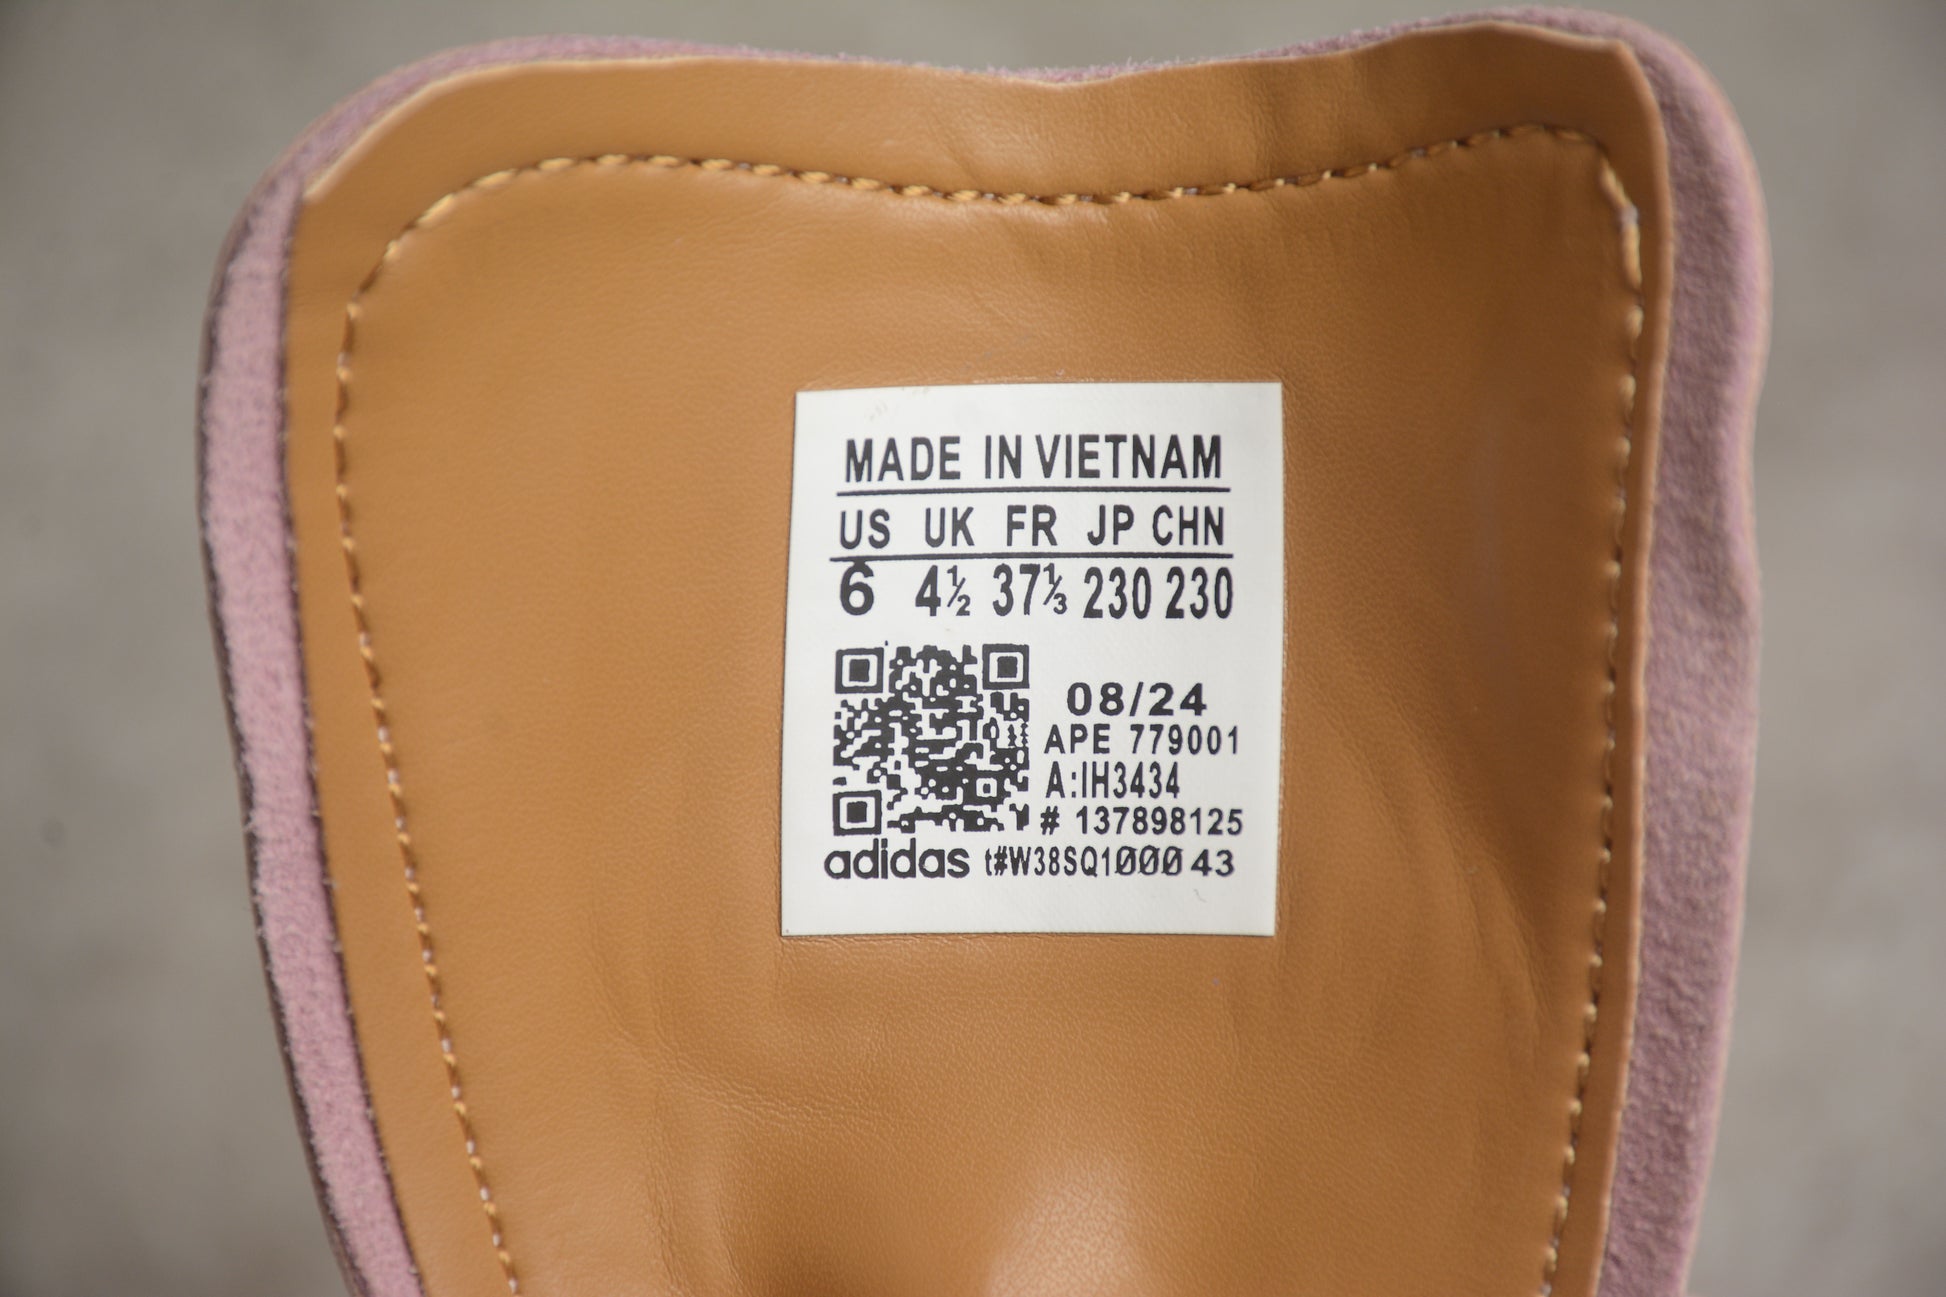 MADE IN VIETNAM
US UK FR JP CHN
6 4½ 37⅓ 230 230
08/24
APE 779001
A:IH3434
# 137898125
adidas t#W38SQ1000 43